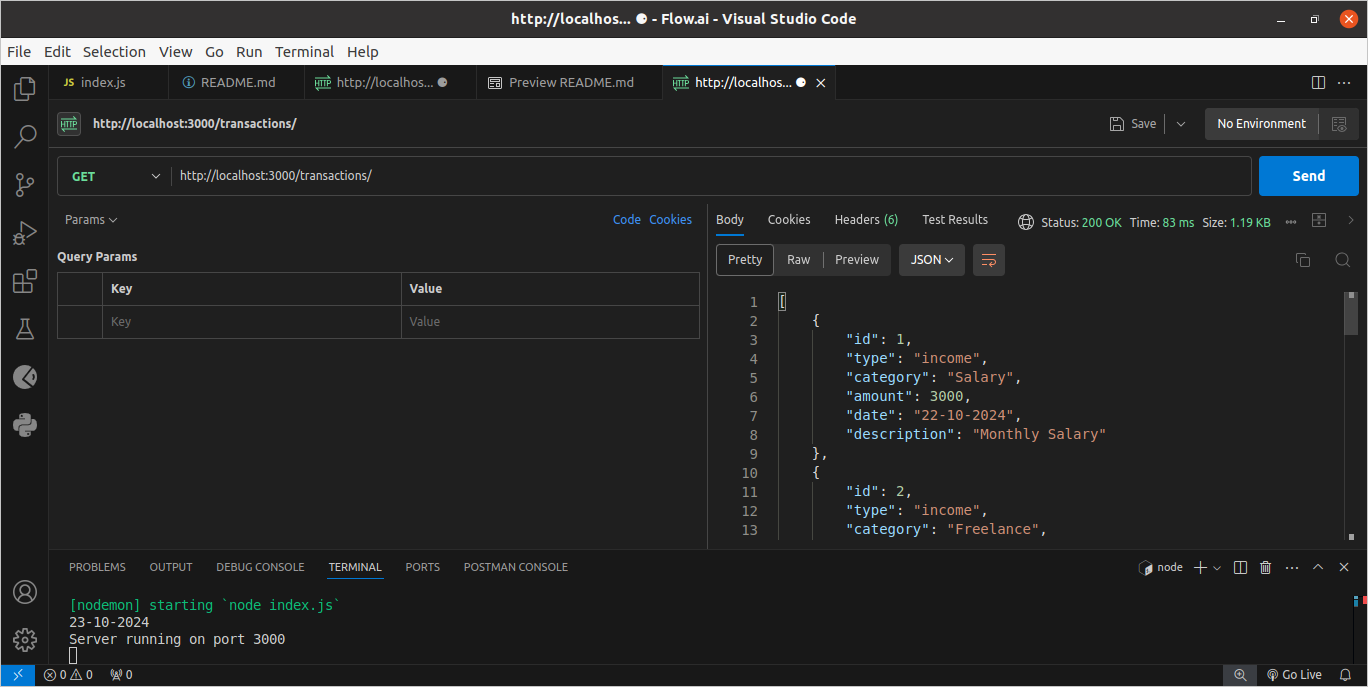 http://localhos... ● - Flow.ai - Visual Studio Code
File Edit Selection View Go Run Terminal Help
JS index.js
README.md
HTTP http://localhos... ●
Preview README.md
HTTP http://localhos... ●
HTTP http://localhost:3000/transactions/
Save
No Environment
GET http://localhost:3000/transactions/
Send
Params
Code Cookies
Query Params
Key Value
Key Value
Body Cookies Headers (6) Test Results
Status: 200 OK Time: 83 ms Size: 1.19 KB
Pretty Raw Preview JSON
1 [
2 {
3 "id": 1,
4 "type": "income",
5 "category": "Salary",
6 "amount": 3000,
7 "date": "22-10-2024",
8 "description": "Monthly Salary"
9 },
10 {
11 "id": 2,
12 "type": "income",
13 "category": "Freelance",
PROBLEMS OUTPUT DEBUG CONSOLE TERMINAL PORTS POSTMAN CONSOLE
node
[nodemon] starting `node index.js`
23-10-2024
Server running on port 3000
0 0 0
Go Live